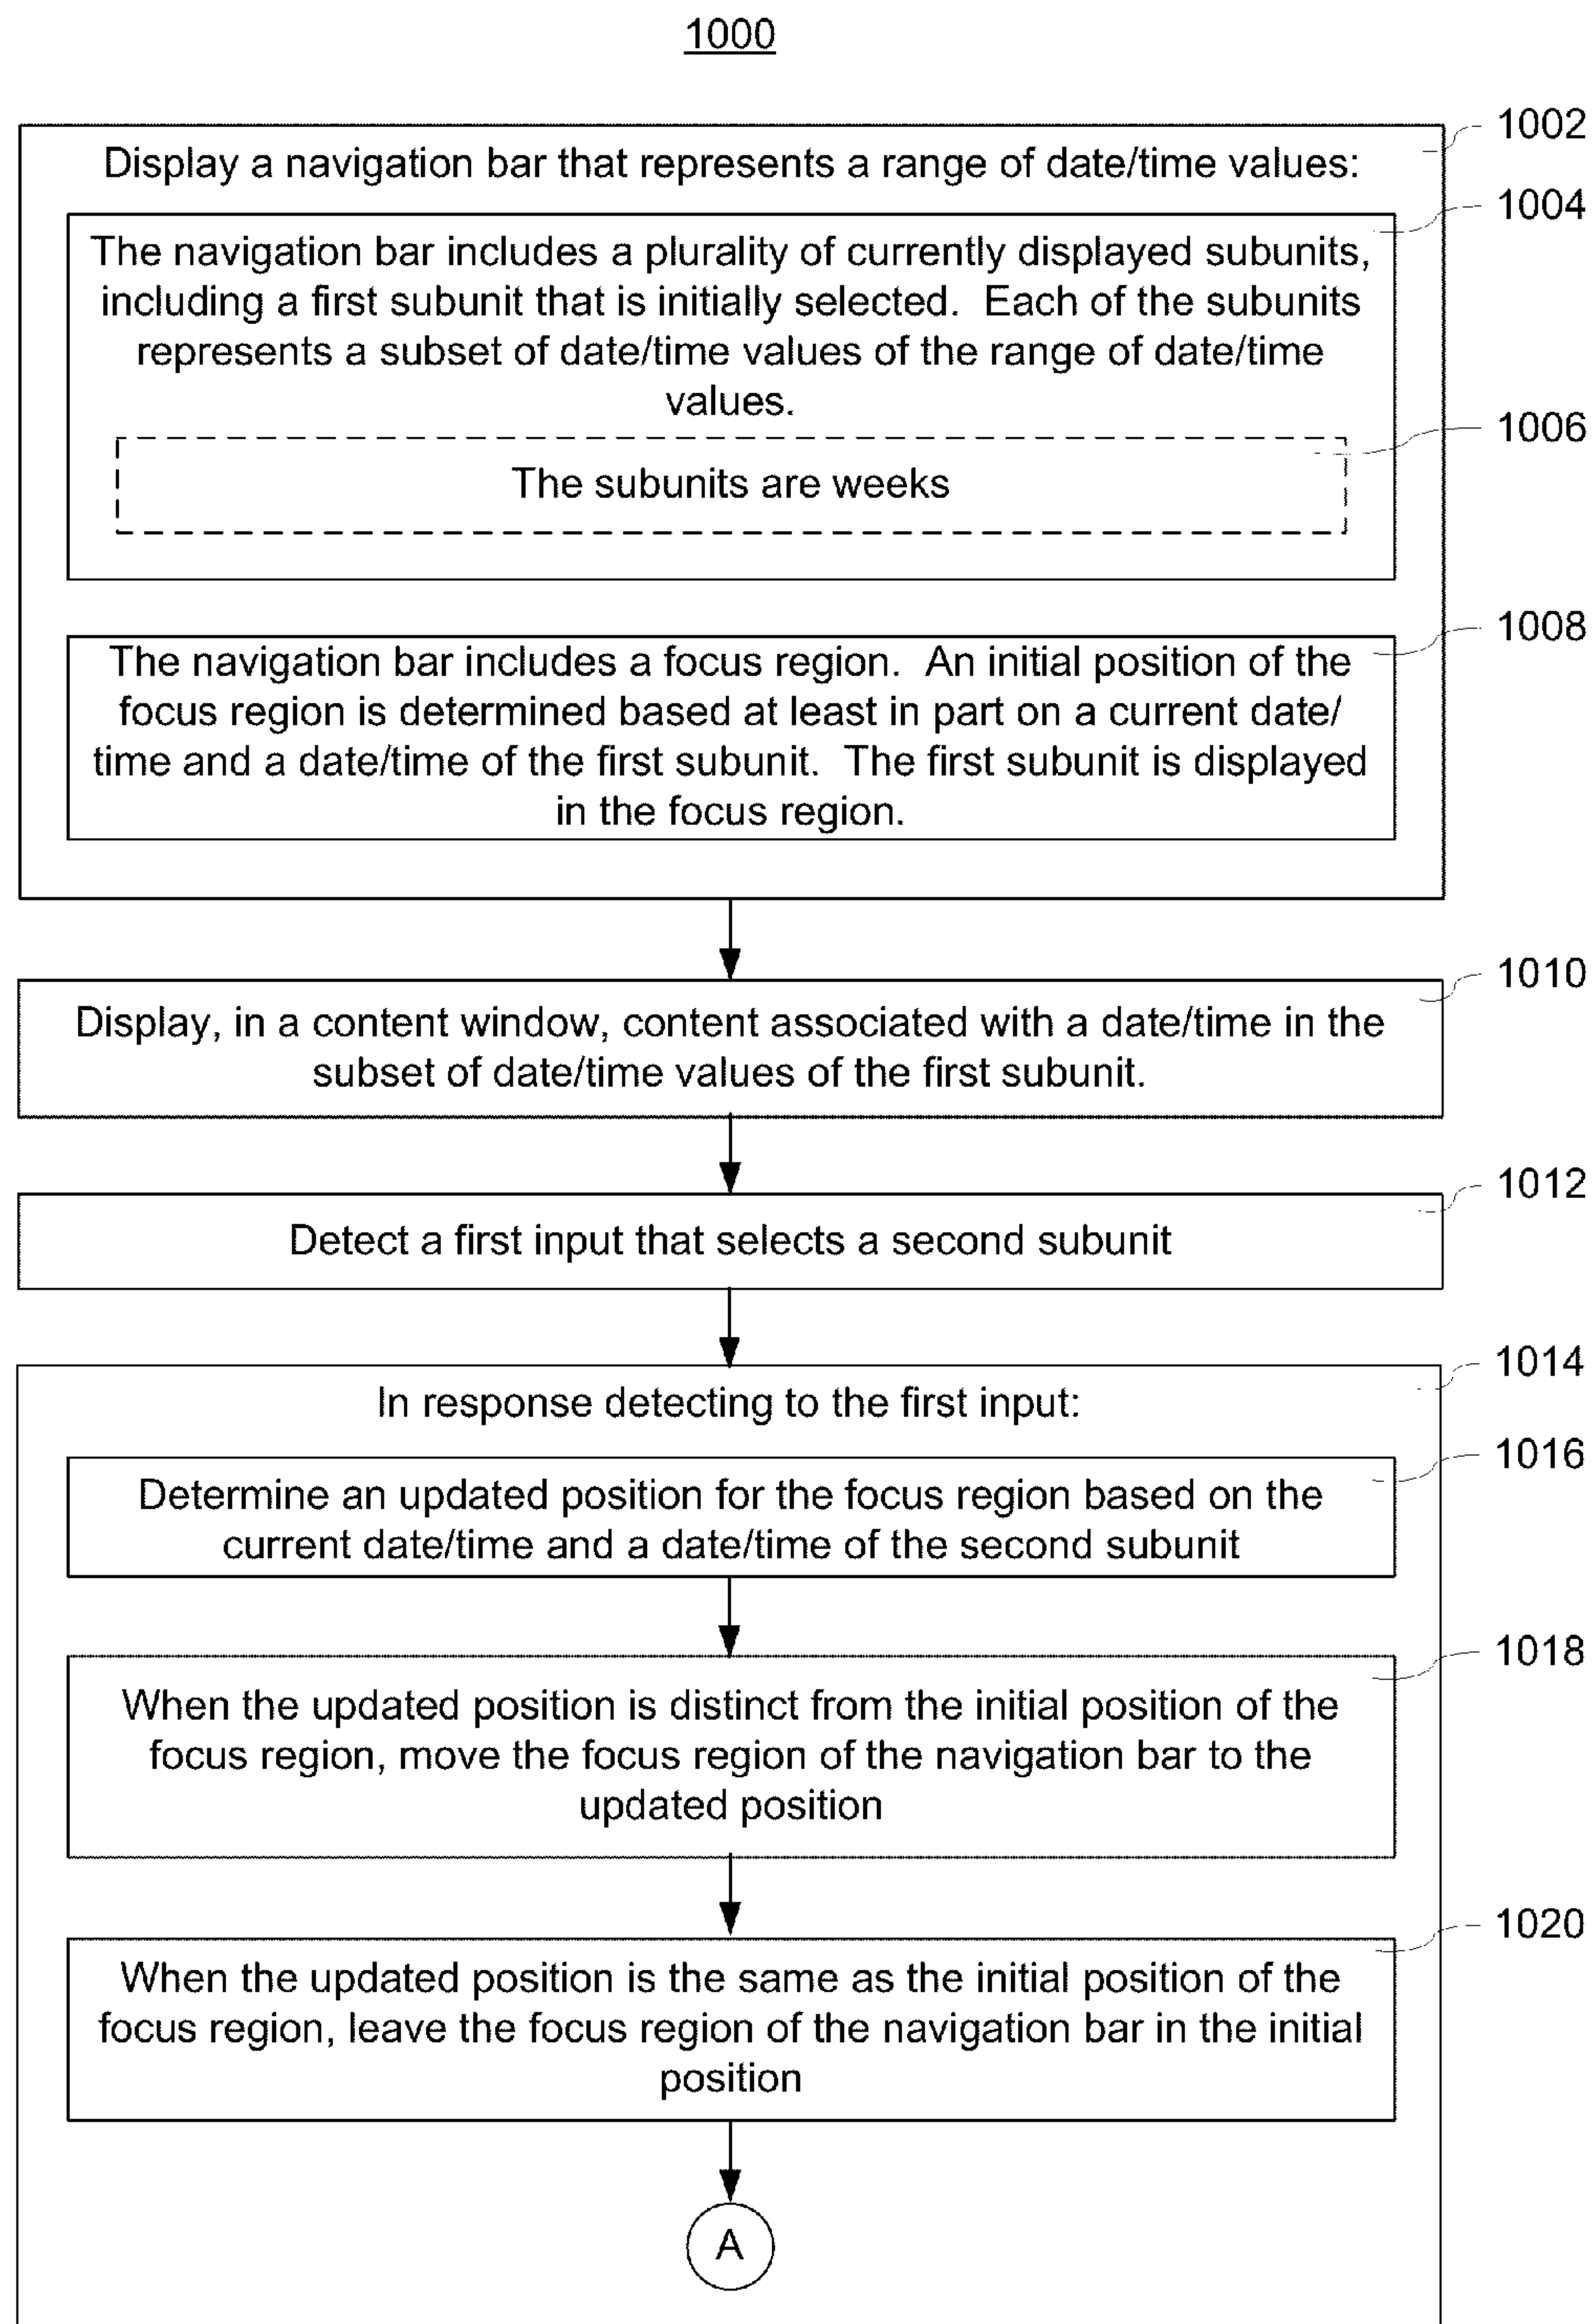 1000
1002
Display a navigation bar that represents a range of date/time values:
1004
The navigation bar includes a plurality of currently displayed subunits,
including a first subunit that is initially selected.  Each of the subunits
represents a subset of date/time values of the range of date/time
values.
1006
The subunits are weeks
1008
The navigation bar includes a focus region.  An initial position of the
focus region is determined based at least in part on a current date/
time and a date/time of the first subunit.  The first subunit is displayed
in the focus region.
1010
Display, in a content window, content associated with a date/time in the
subset of date/time values of the first subunit.
1012
Detect a first input that selects a second subunit
1014
In response detecting to the first input:
1016
Determine an updated position for the focus region based on the
current date/time and a date/time of the second subunit
1018
When the updated position is distinct from the initial position of the
focus region, move the focus region of the navigation bar to the
updated position
1020
When the updated position is the same as the initial position of the
focus region, leave the focus region of the navigation bar in the initial
position
A